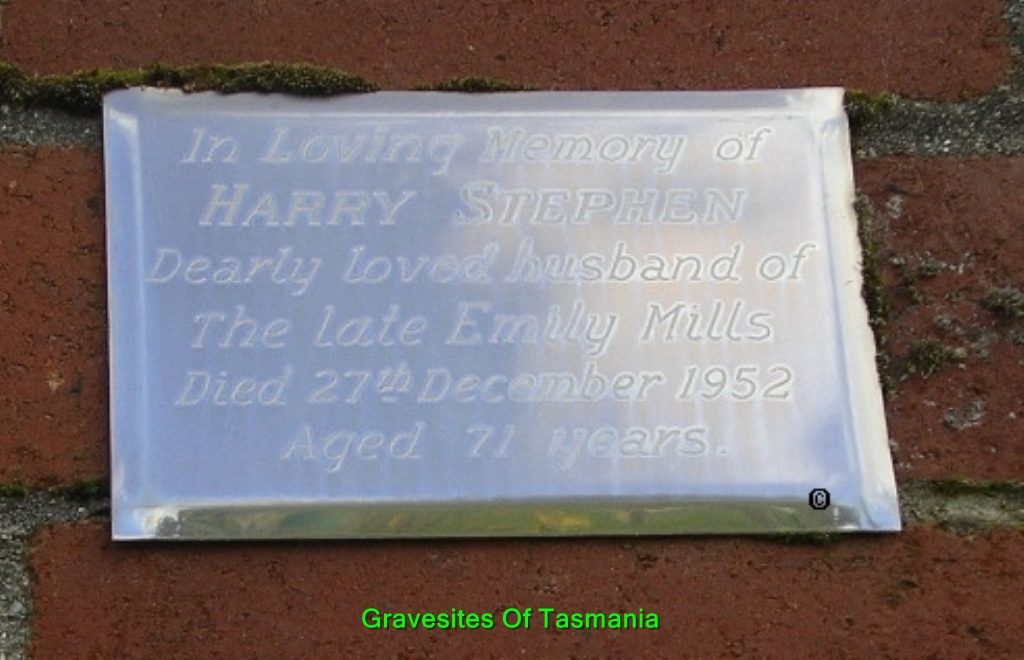 In Loving Memory of
HARRY STEPHEN
Dearly loved husband of
The late Emily Mills
Died 27th December 1952
Aged 71 years.
©
Gravesites Of Tasmania